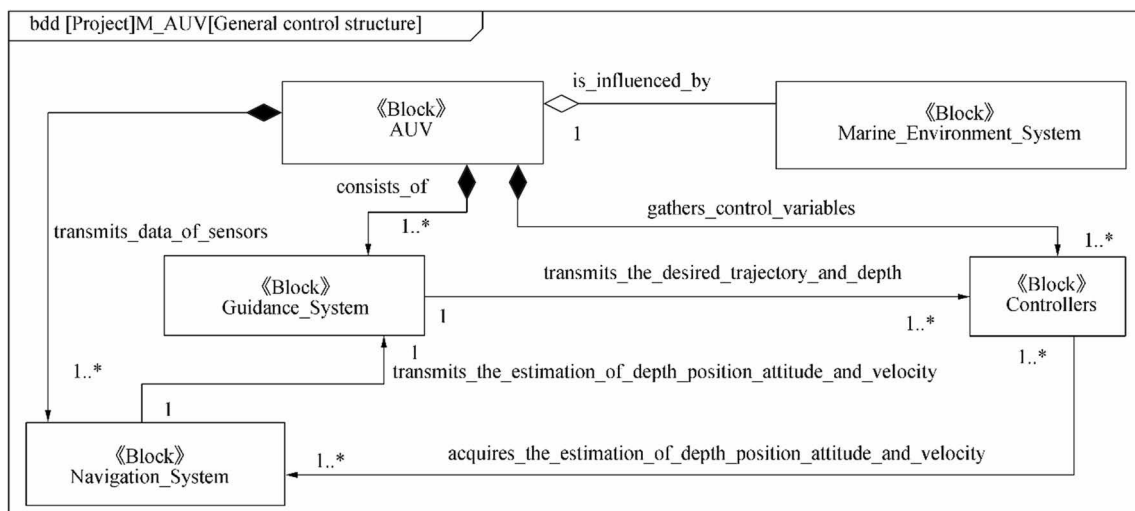 bdd [Project]M_AUV[General control structure]
is_influenced_by
《Block》
AUV
1
《Block》
Marine_Environment_System
consists_of
1..*
gathers_control_variables
1..*
transmits_data_of_sensors
《Block》
Guidance_System
1
transmits_the_desired_trajectory_and_depth
1..*
《Block》
Controllers
1..*
1
transmits_the_estimation_of_depth_position_attitude_and_velocity
1..*
1
《Block》
Navigation_System
1..*
acquires_the_estimation_of_depth_position_attitude_and_velocity